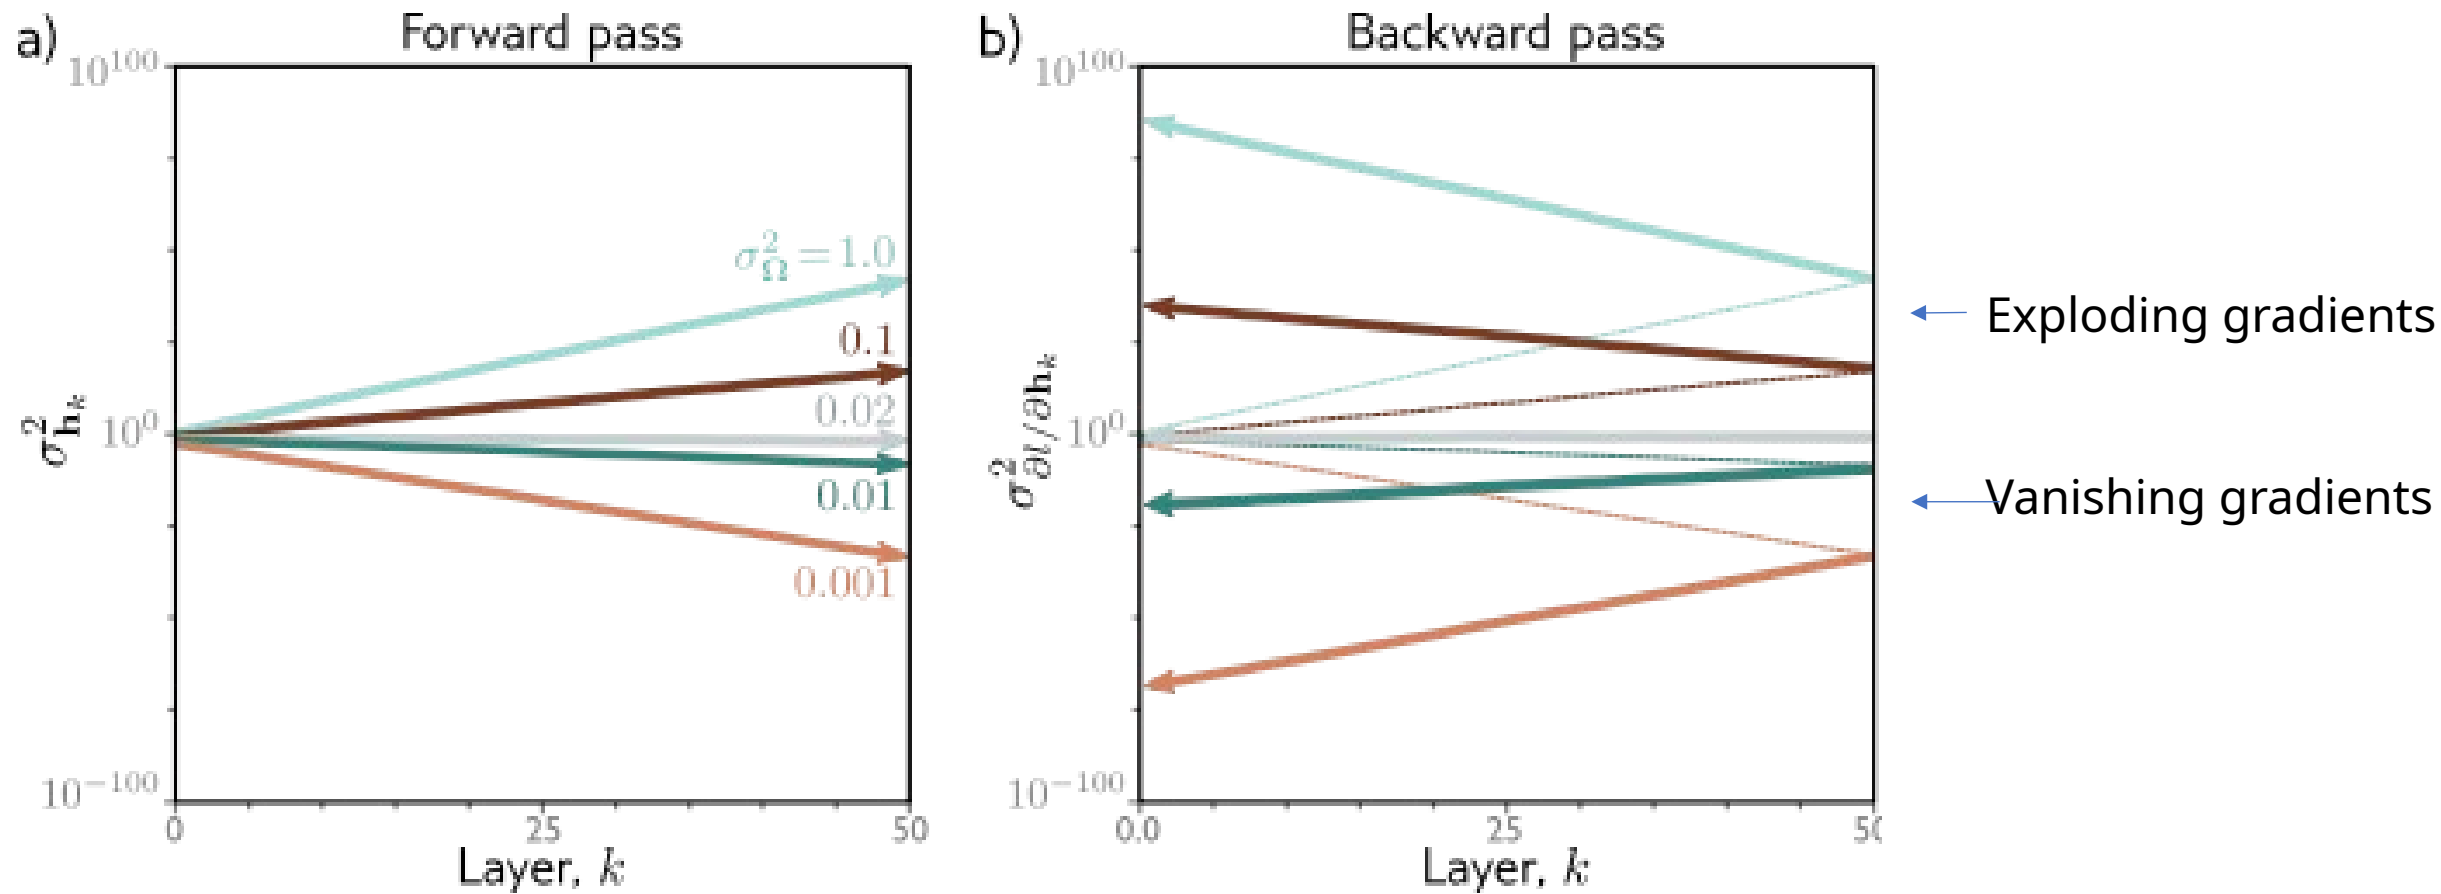 a) Forward pass
10^100
σ²_Ω = 1.0
0.1
0.02
0.01
0.001
σ²_{h_k}
10^0
10^-100
0 25 50
Layer, k
b) Backward pass
10^100
σ²_{∂l/∂h_k}
10^0
10^-100
0.0 25
Layer, k
Exploding gradients
Vanishing gradients